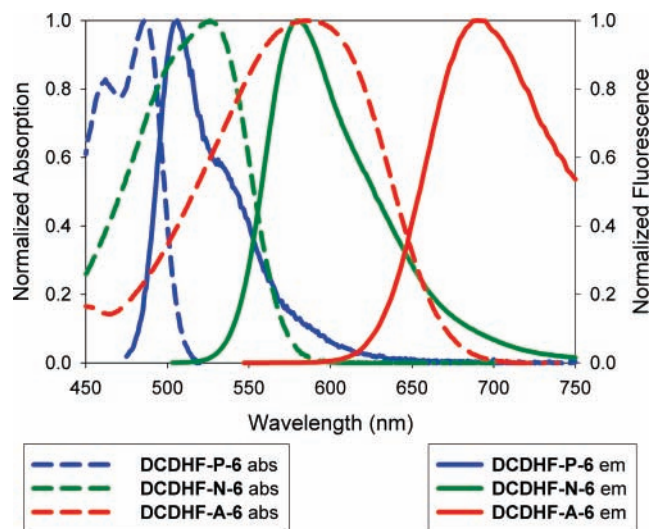 1.0 1.0
0.8 0.8
0.6 0.6
0.4 0.4
0.2 0.2
0.0 0.0
Normalized Absorption
Normalized Fluorescence
450 500 550 600 650 700 750
Wavelength (nm)
DCDHF-P-6 abs
DCDHF-N-6 abs
DCDHF-A-6 abs
DCDHF-P-6 em
DCDHF-N-6 em
DCDHF-A-6 em